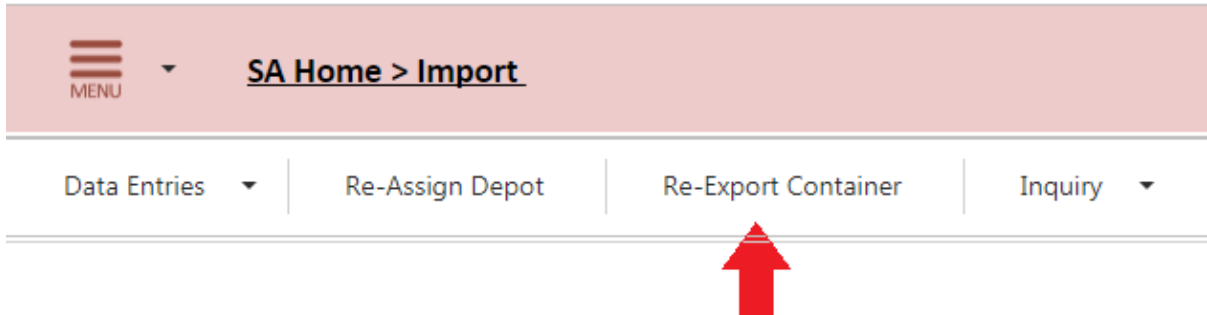 MENU
SA Home > Import
Data Entries Re-Assign Depot Re-Export Container Inquiry